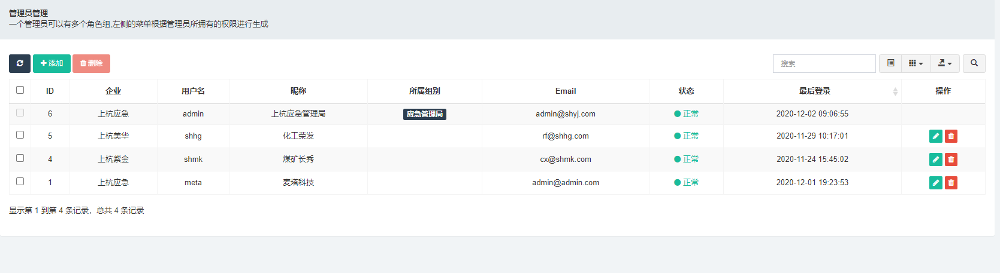 管理员管理
一个管理员可以有多个角色组,左侧的菜单根据管理员所拥有的权限进行生成
添加 删除 搜索
ID 企业 用户名 昵称 所属组别 Email 状态 最后登录 操作
6 上杭应急 admin 上杭应急管理局 应急管理局 admin@shyj.com 正常 2020-12-02 09:06:55
5 上杭美华 shhg 化工荣发 rf@shhg.com 正常 2020-11-29 10:17:01
4 上杭紫金 shmk 煤矿长秀 cx@shmk.com 正常 2020-11-24 15:45:02
1 上杭应急 meta 麦塔科技 admin@admin.com 正常 2020-12-01 19:23:53
显示第 1 到第 4 条记录，总共 4 条记录